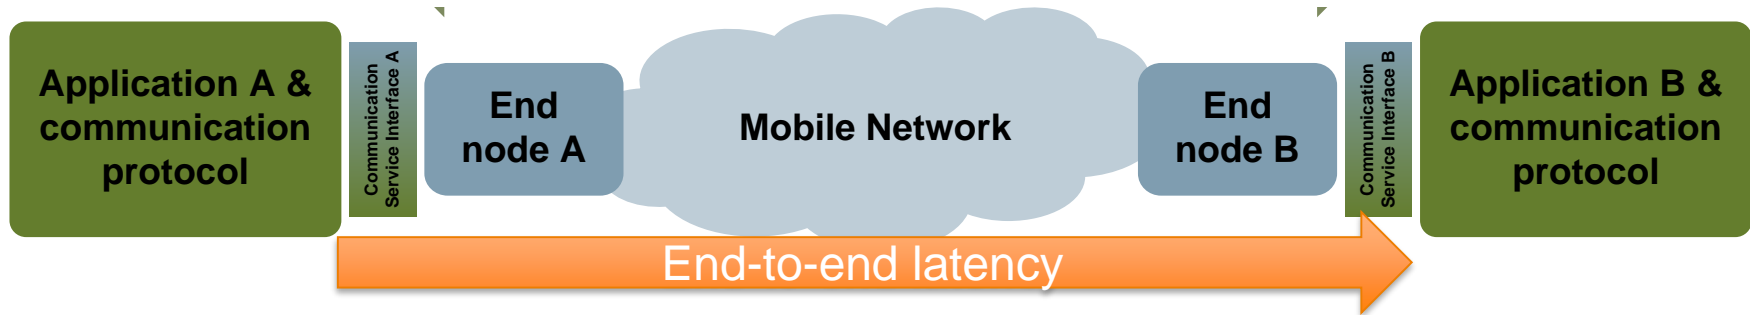 Application A &
communication
protocol
Communication
Service Interface A
End
node A
Mobile Network
End
node B
Communication
Service Interface B
Application B &
communication
protocol
End-to-end latency